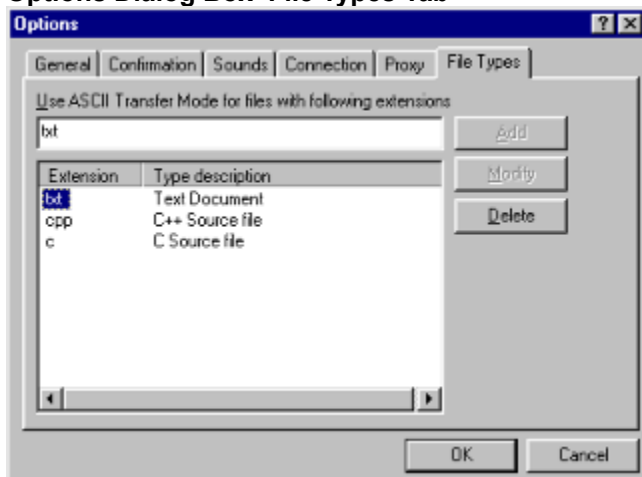 Options Dialog Box-File Types Tab
Options
General Confirmation Sounds Connection Proxy File Types
Use ASCII Transfer Mode for files with following extensions
txt Add
Extension Type description Modify
txt Text Document
cpp C++ Source file Delete
c C Source file
OK Cancel